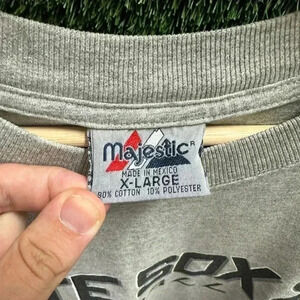 Majestic®
MADE IN MEXICO
X-LARGE
90% COTTON 10% POLYESTER
SOX